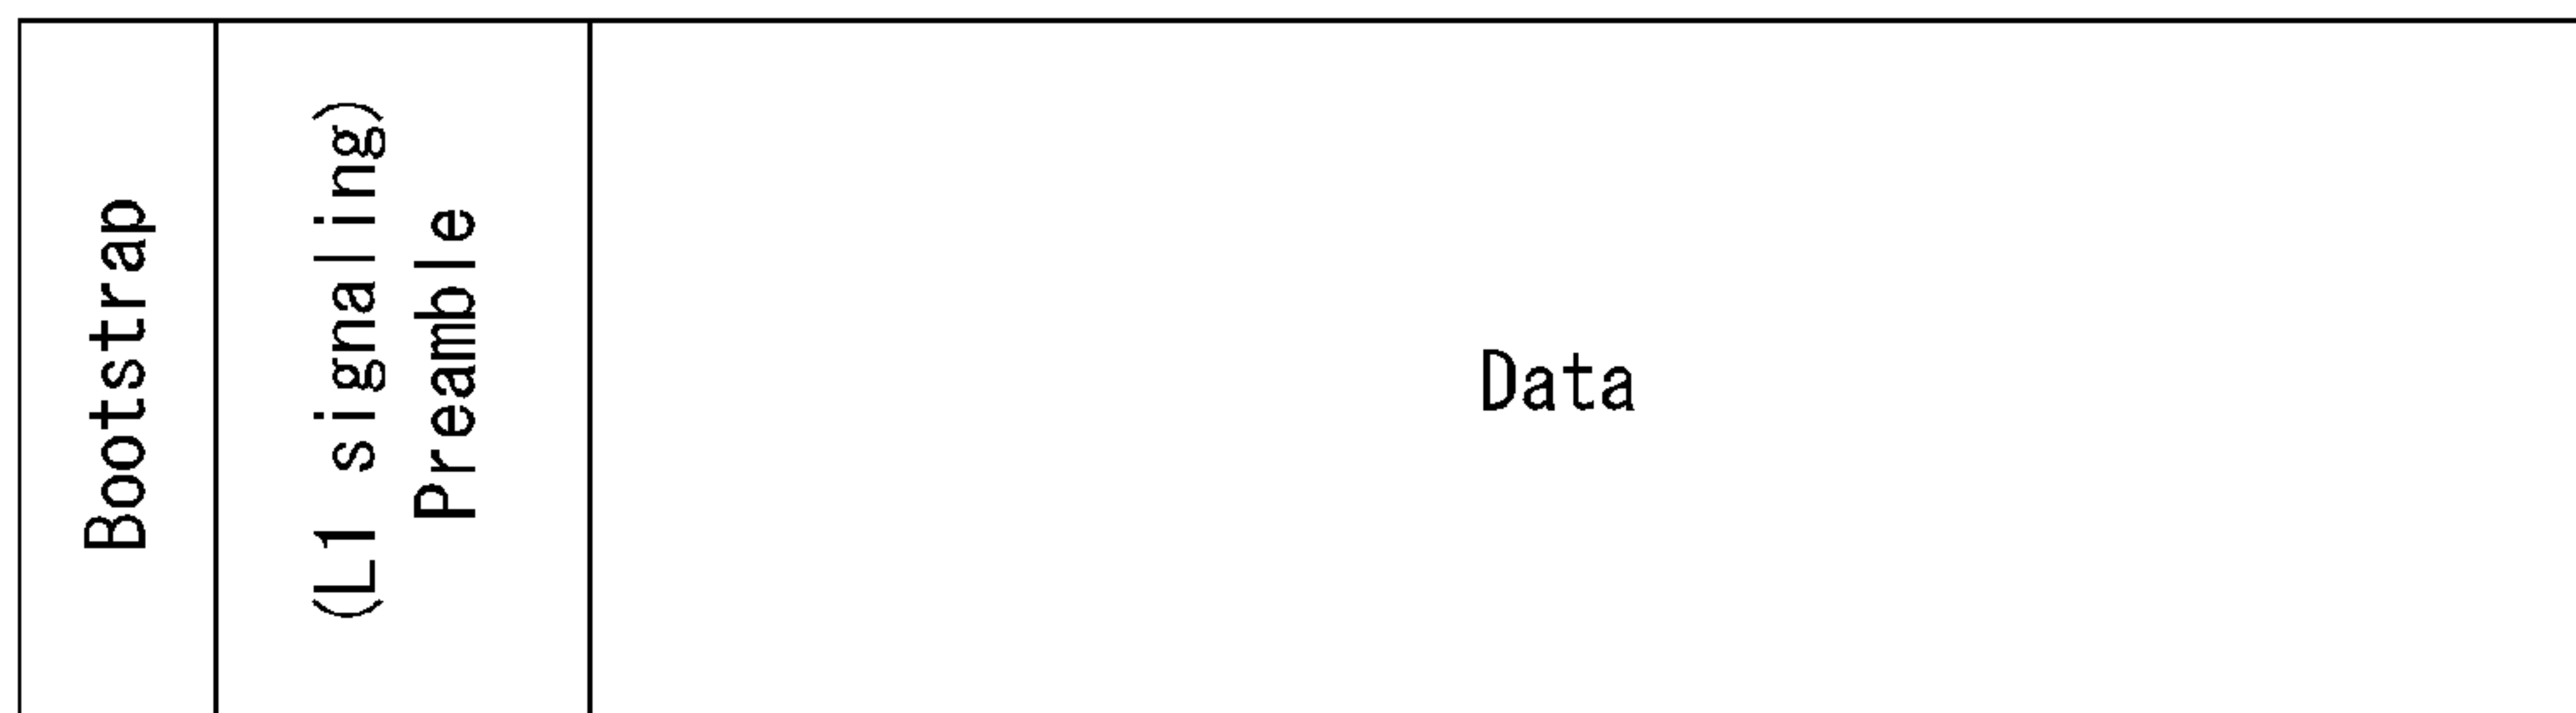 Bootstrap
(L1 signaling)
Preamble
Data